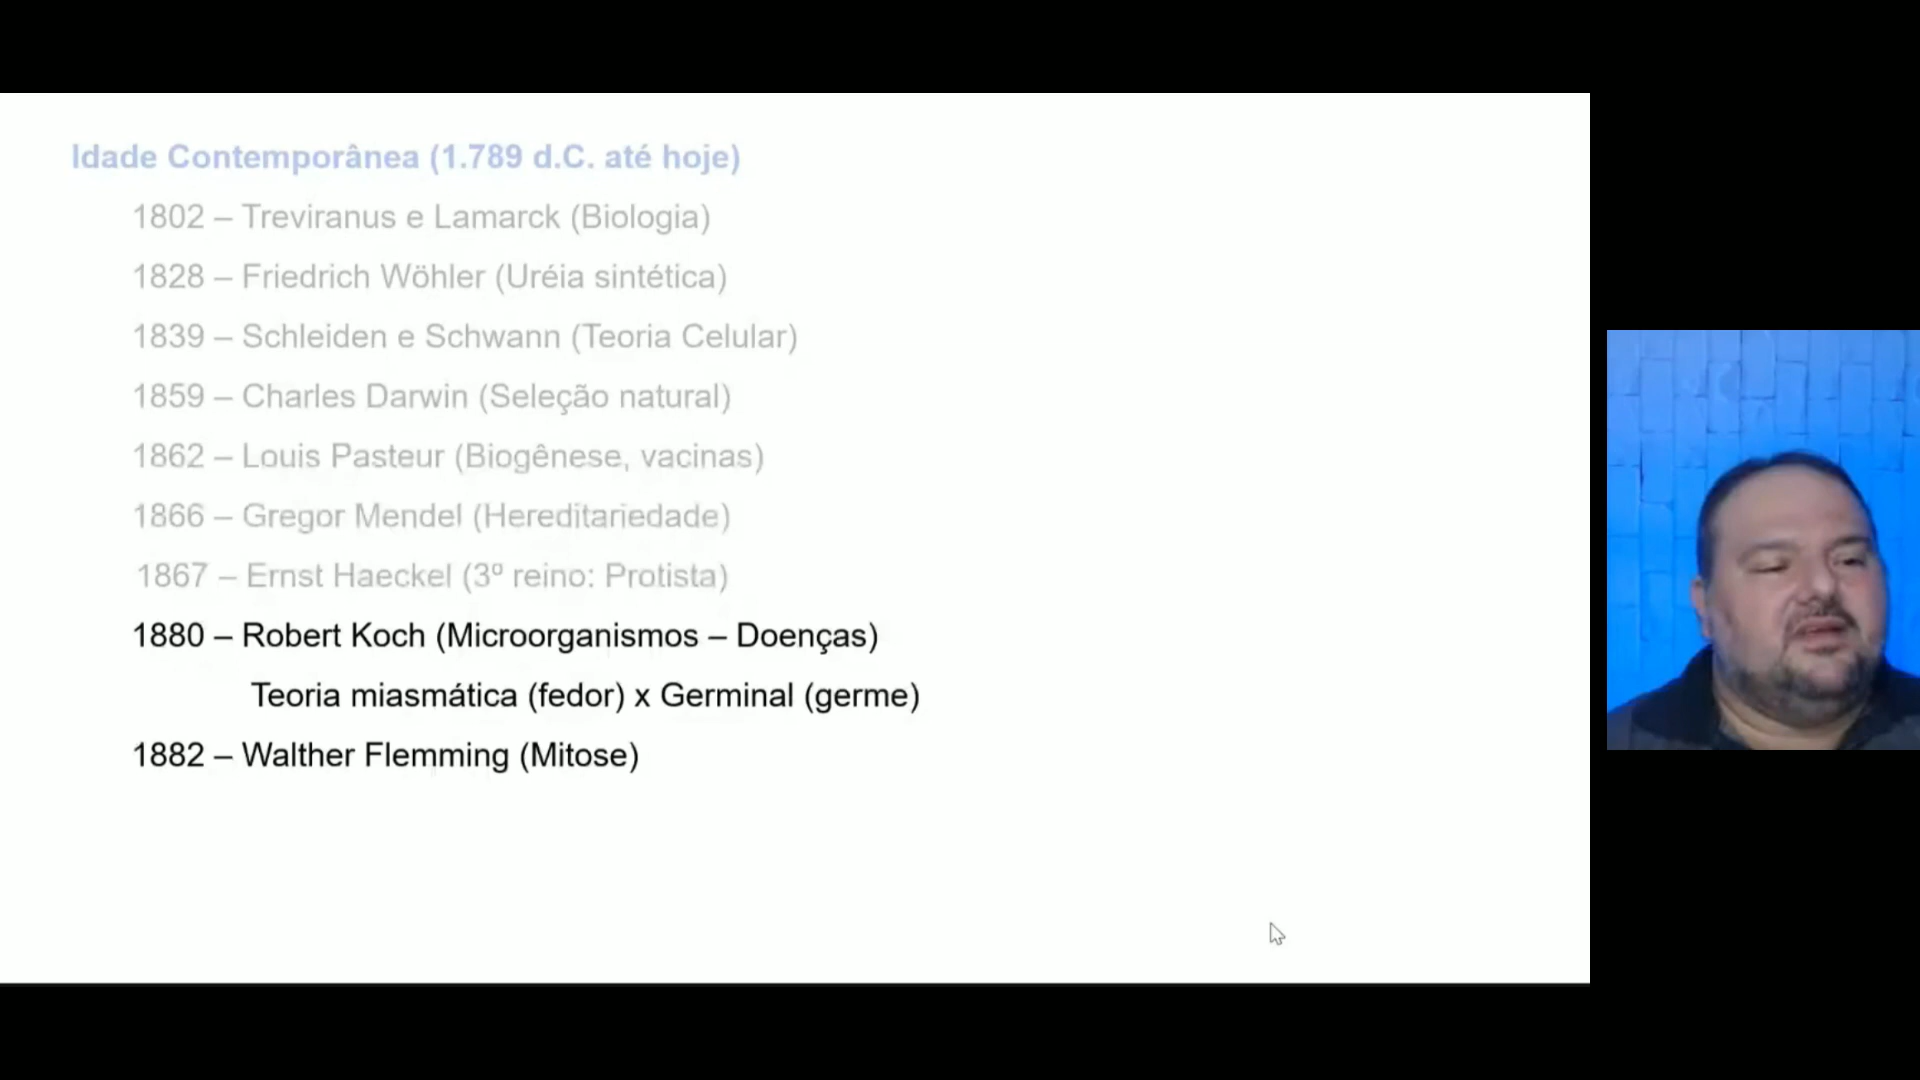 Idade Contemporânea (1.789 d.C. até hoje)
1802 – Treviranus e Lamarck (Biologia)
1828 – Friedrich Wöhler (Uréia sintética)
1839 – Schleiden e Schwann (Teoria Celular)
1859 – Charles Darwin (Seleção natural)
1862 – Louis Pasteur (Biogênese, vacinas)
1866 – Gregor Mendel (Hereditariedade)
1867 – Ernst Haeckel (3º reino: Protista)
1880 – Robert Koch (Microorganismos – Doenças)
Teoria miasmática (fedor) x Germinal (germe)
1882 – Walther Flemming (Mitose)